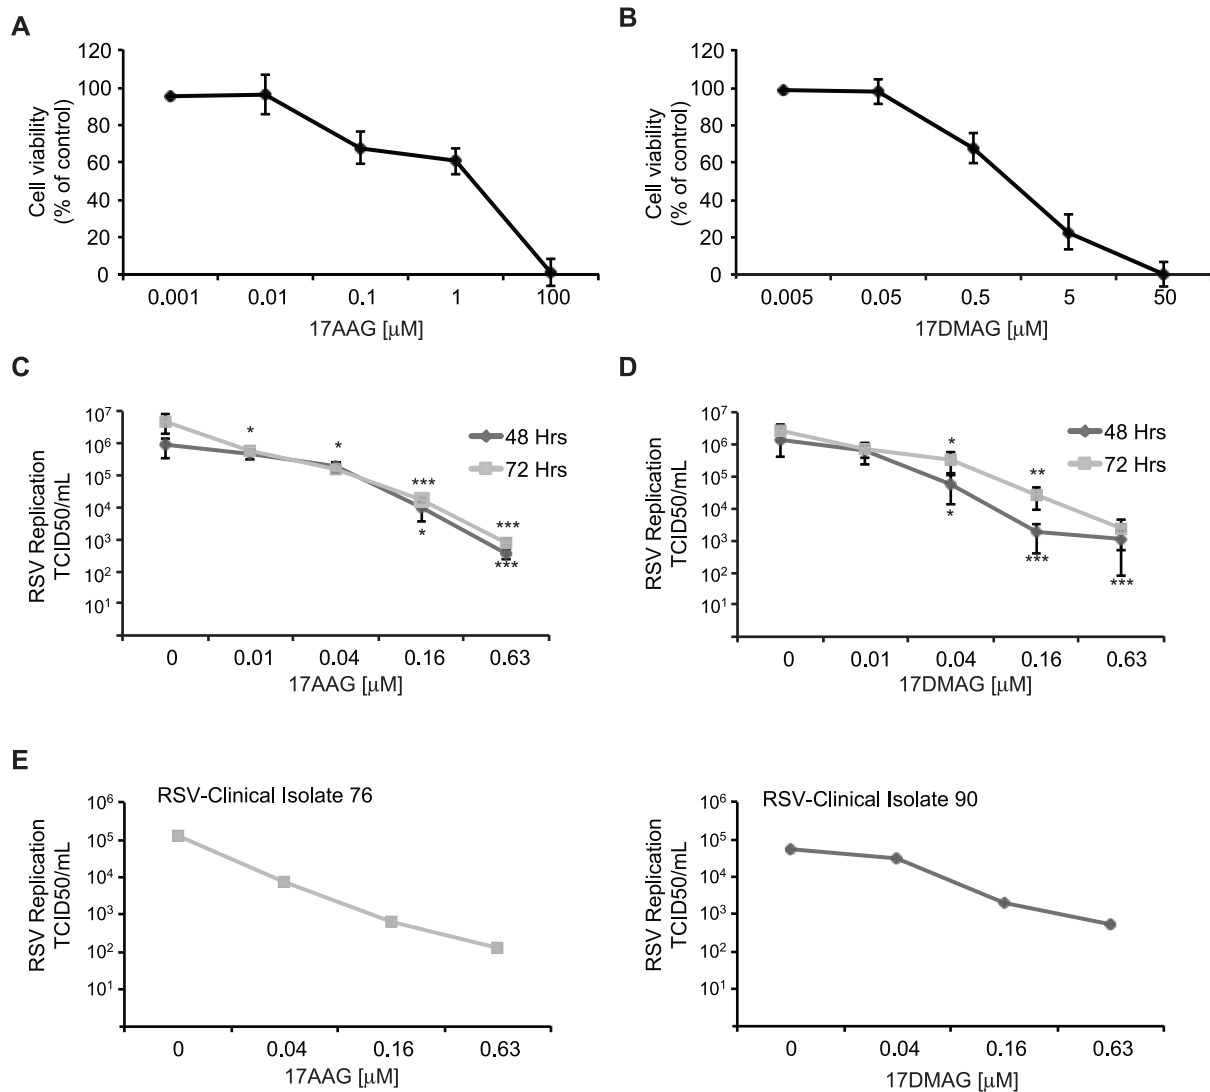 A
Cell viability
(% of control)
120
100
80
60
40
20
0
0.001 0.01 0.1 1 100
17AAG [μM]
B
Cell viability
(% of control)
120
100
80
60
40
20
0
0.005 0.05 0.5 5 50
17DMAG [μM]
C
RSV Replication
TCID50/mL
10⁷
10⁶
10⁵
10⁴
10³
10²
10¹
* * *** * *** ***
48 Hrs
72 Hrs
0 0.01 0.04 0.16 0.63
17AAG [μM]
D
RSV Replication
TCID50/mL
10⁷
10⁶
10⁵
10⁴
10³
10²
10¹
* * ** *** ***
48 Hrs
72 Hrs
0 0.01 0.04 0.16 0.63
17DMAG [μM]
E
RSV-Clinical Isolate 76
RSV Replication
TCID50/mL
10⁶
10⁵
10⁴
10³
10²
10¹
0 0.04 0.16 0.63
17AAG [μM]
RSV-Clinical Isolate 90
RSV Replication
TCID50/mL
10⁶
10⁵
10⁴
10³
10²
10¹
0 0.04 0.16 0.63
17DMAG [μM]